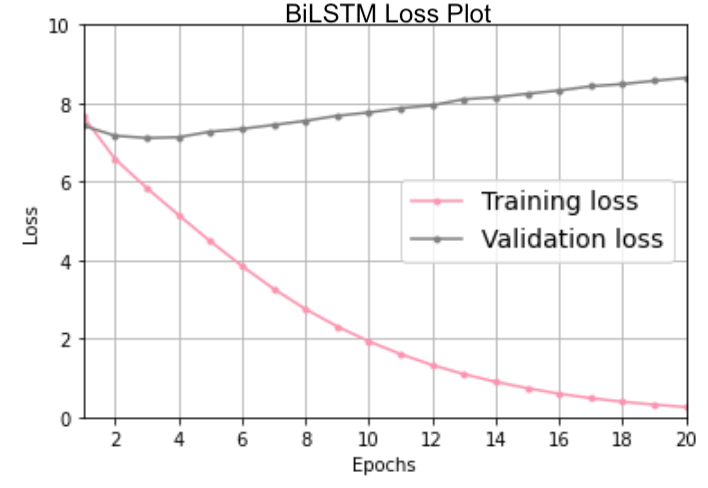 BiLSTM Loss Plot
10
8
6
4
2
0
Loss
Training loss
Validation loss
2 4 6 8 10 12 14 16 18 20
Epochs